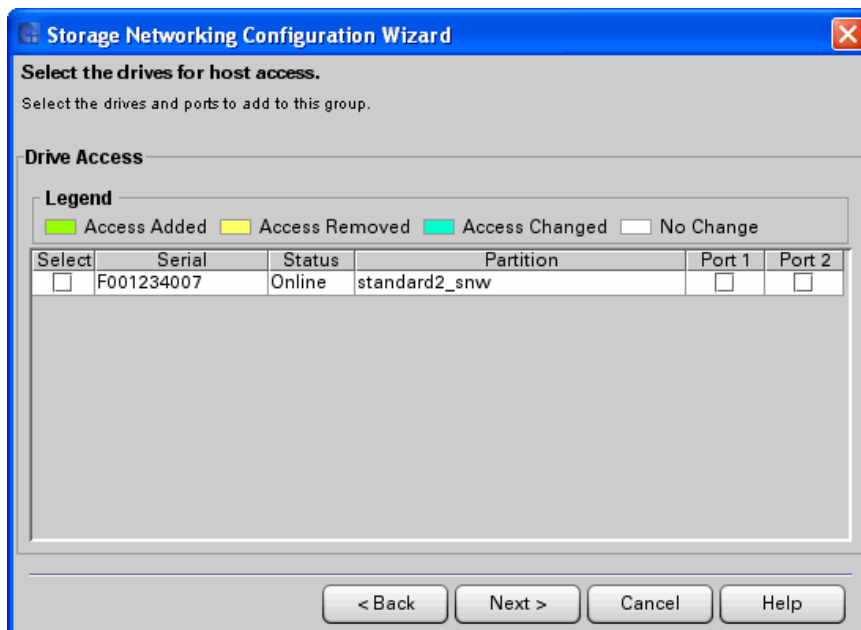 Storage Networking Configuration Wizard
Select the drives for host access.
Select the drives and ports to add to this group.
Drive Access
Legend
Access Added Access Removed Access Changed No Change
Select Serial Status Partition Port 1 Port 2
F001234007 Online standard2_snw
< Back Next > Cancel Help